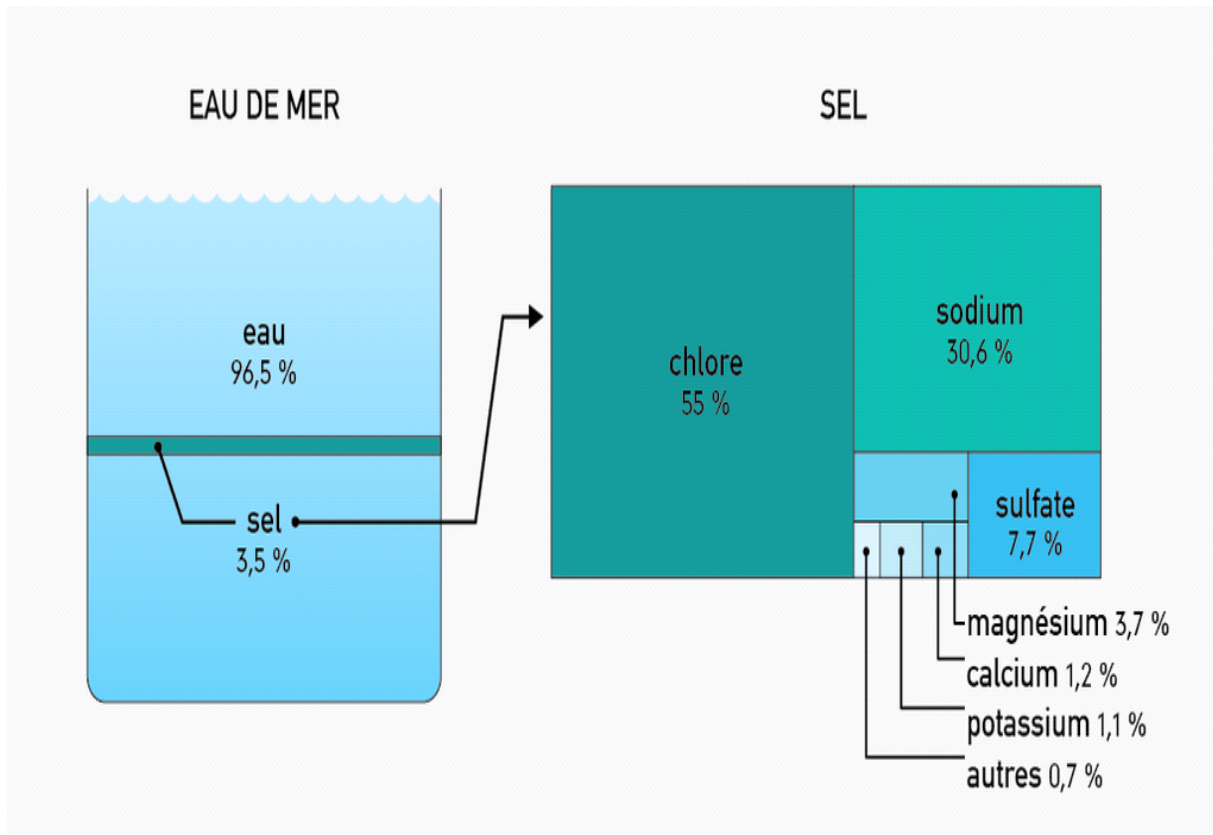 EAU DE MER
eau
96,5 %
sel
3,5 %
SEL
chlore
55 %
sodium
30,6 %
sulfate
7,7 %
magnésium 3,7 %
calcium 1,2 %
potassium 1,1 %
autres 0,7 %